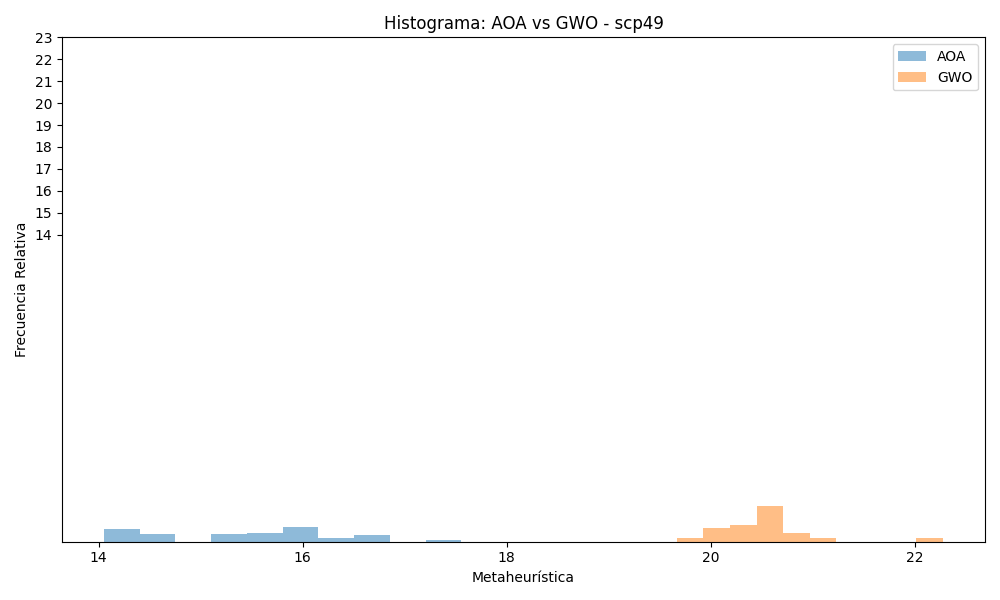 Histograma: AOA vs GWO - scp49
AOA
GWO
23
22
21
20
19
18
17
16
15
14
Frecuencia Relativa
14 16 18 20 22
Metaheurística